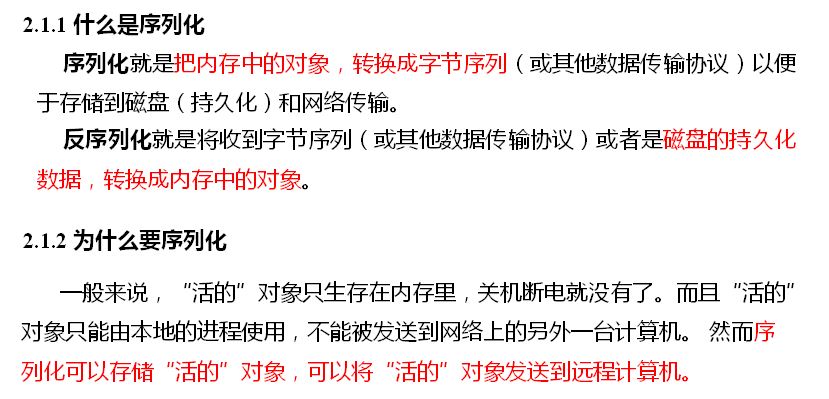 2.1.1 什么是序列化
序列化就是把内存中的对象，转换成字节序列（或其他数据传输协议）以便
于存储到磁盘（持久化）和网络传输。
反序列化就是将收到字节序列（或其他数据传输协议）或者是磁盘的持久化
数据，转换成内存中的对象。
2.1.2 为什么要序列化
一般来说，“活的”对象只生存在内存里，关机断电就没有了。而且“活的”
对象只能由本地的进程使用，不能被发送到网络上的另外一台计算机。 然而序
列化可以存储“活的”对象，可以将“活的”对象发送到远程计算机。